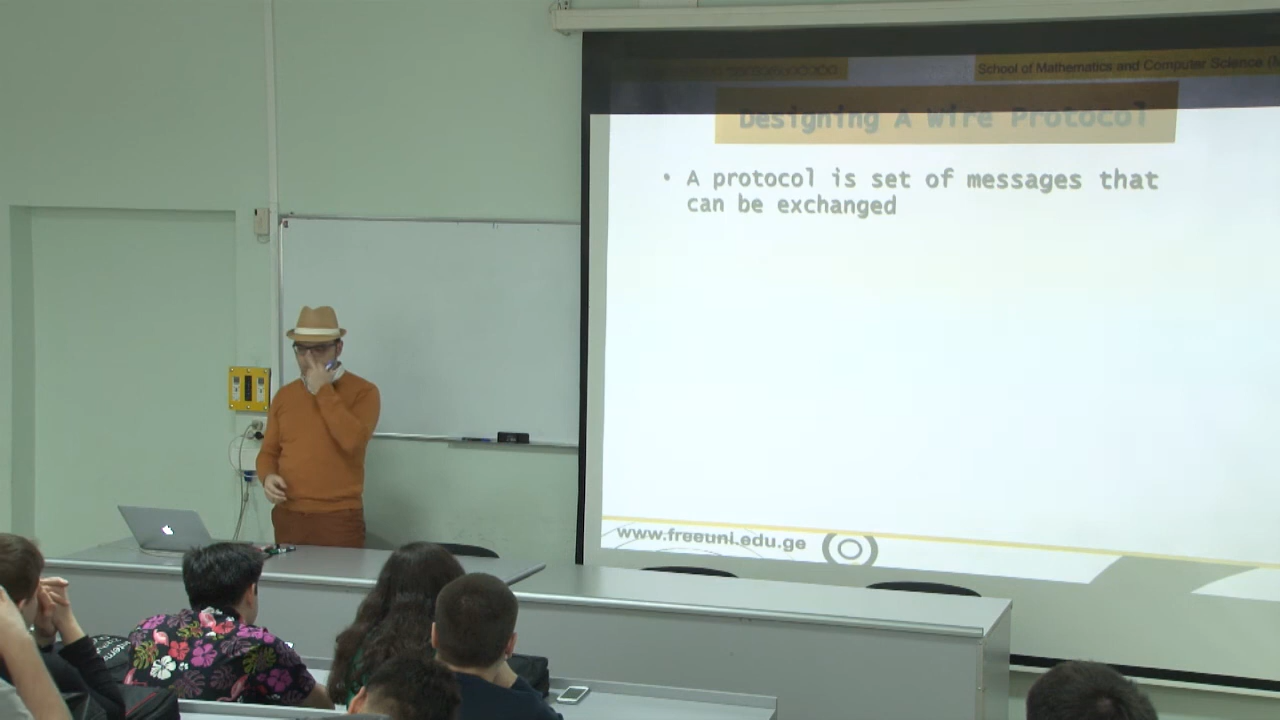 School of Mathematics and Computer Science
Designing A Wire Protocol
• A protocol is set of messages that
can be exchanged
www.freeuni.edu.ge